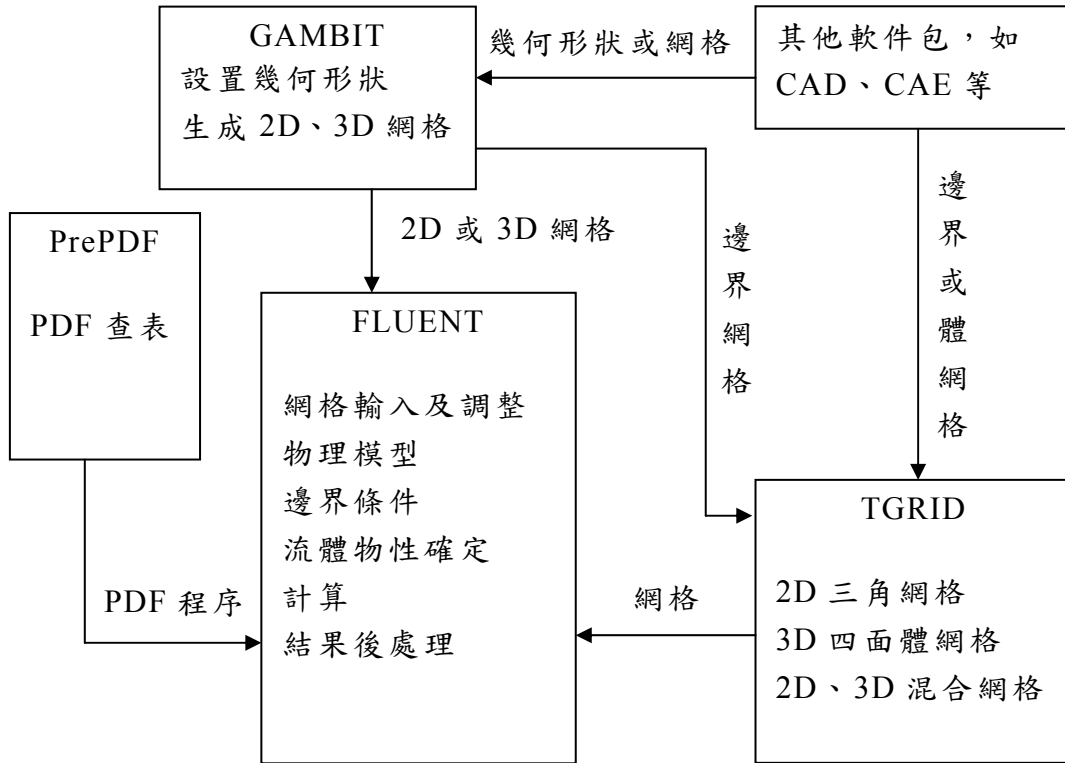 GAMBIT
設置幾何形狀
生成 2D、3D 網格
幾何形狀或網格
其他軟件包，如
CAD、CAE 等
PrePDF
PDF 查表
2D 或 3D 網格
邊界網格
邊界或體網格
FLUENT
網格輸入及調整
物理模型
邊界條件
流體物性確定
計算
結果後處理
PDF 程序
網格
TGRID
2D 三角網格
3D 四面體網格
2D、3D 混合網格